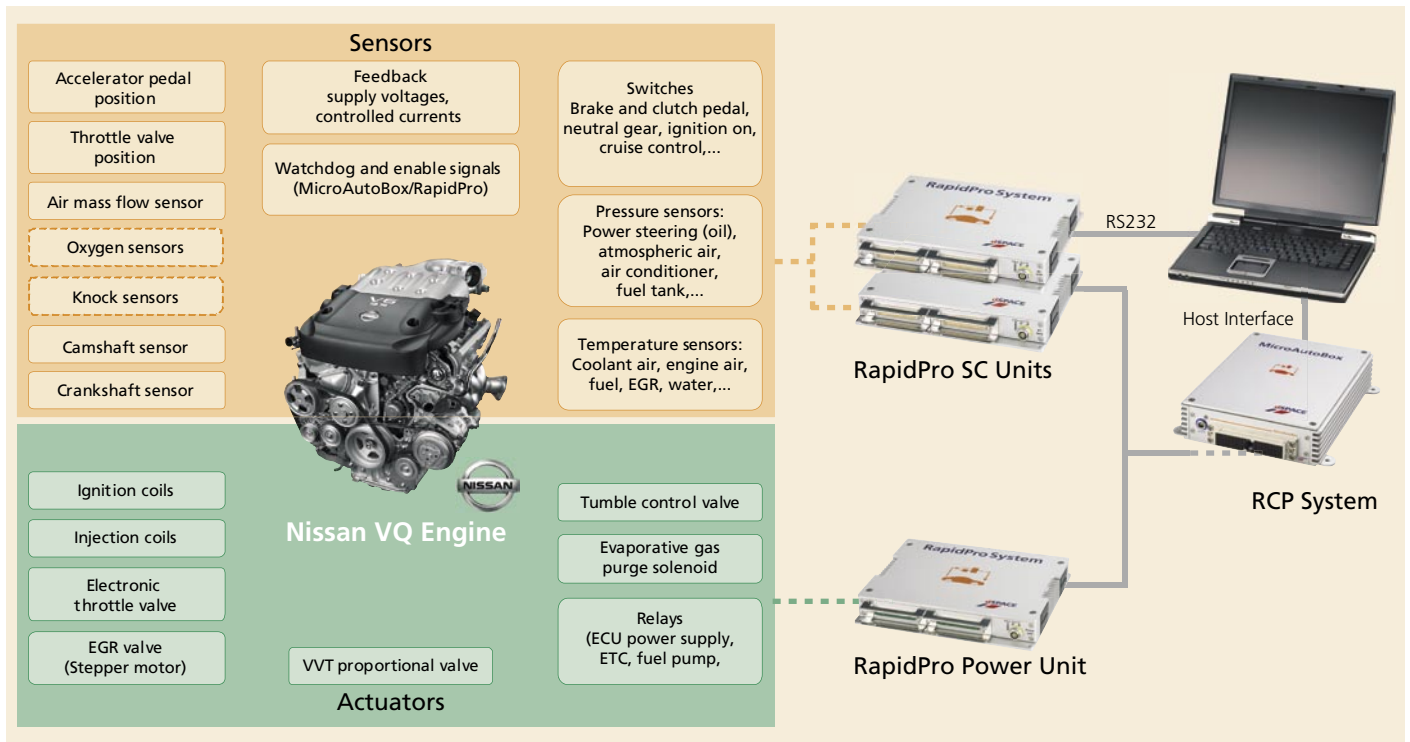 Sensors
Accelerator pedal
position
Throttle valve
position
Air mass flow sensor
Oxygen sensors
Knock sensors
Camshaft sensor
Crankshaft sensor
Feedback
supply voltages,
controlled currents
Watchdog and enable signals
(MicroAutoBox/RapidPro)
Switches
Brake and clutch pedal,
neutral gear, ignition on,
cruise control,...
Pressure sensors:
Power steering (oil),
atmospheric air,
air conditioner,
fuel tank,...
Temperature sensors:
Coolant air, engine air,
fuel, EGR, water,...
V6
NISSAN
Nissan VQ Engine
Ignition coils
Injection coils
Electronic
throttle valve
EGR valve
(Stepper motor)
VVT proportional valve
Tumble control valve
Evaporative gas
purge solenoid
Relays
(ECU power supply,
ETC, fuel pump,
Actuators
RapidPro System
dSPACE
dSPACE
RapidPro SC Units
RS232
Host Interface
MicroAutoBox
dSPACE
RCP System
RapidPro System
dSPACE
RapidPro Power Unit